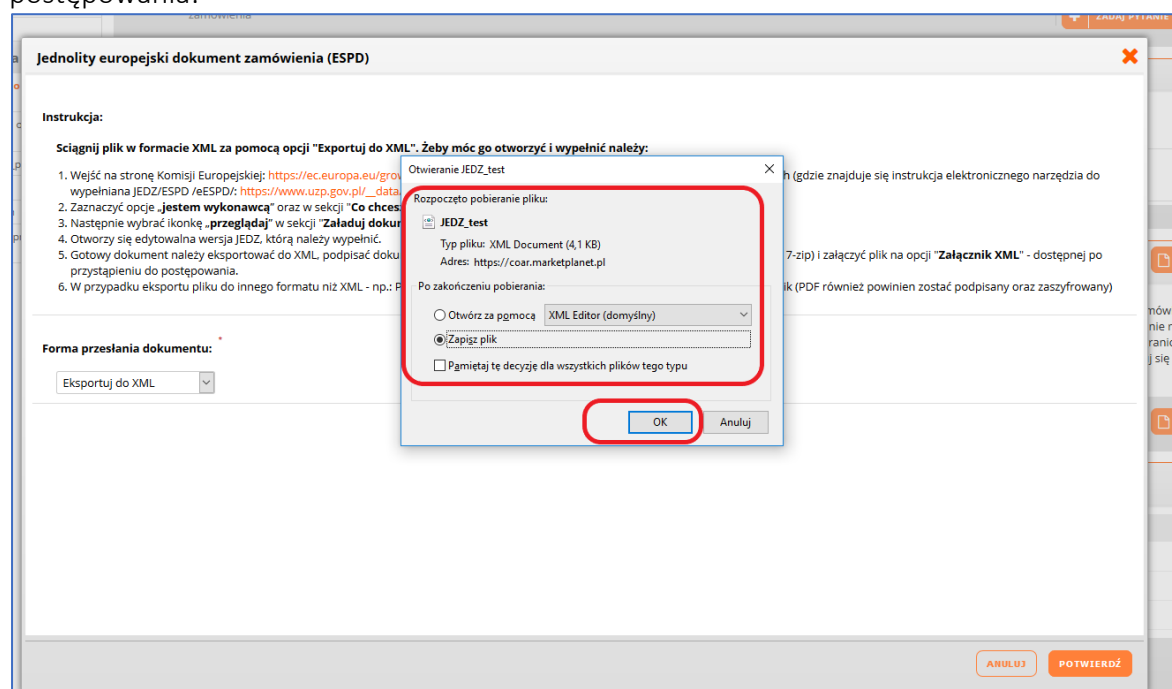 postępowania.
zamówienia
ZADAJ PYTANIE
Jednolity europejski dokument zamówienia (ESPD)
Instrukcja:
Sciągnij plik w formacie XML za pomocą opcji "Exportuj do XML". Żeby móc go otworzyć i wypełnić należy:
1. Wejść na stronę Komisji Europejskiej: https://ec.europa.eu/grow
h (gdzie znajduje się instrukcja elektronicznego narzędzia do
wypełniana JEDZ/ESPD /eESPD/: https://www.uzp.gov.pl/__data
2. Zaznaczyć opcje „jestem wykonawcą" oraz w sekcji "Co chces
3. Następnie wybrać ikonkę „przeglądaj" w sekcji "Załaduj dokur
4. Otworzy się edytowalna wersja JEDZ, którą należy wypełnić.
5. Gotowy dokument należy eksportować do XML, podpisać doku
7-zip) i załączyć plik na opcji "Załącznik XML" - dostępnej po
przystąpieniu do postępowania.
6. W przypadku eksportu pliku do innego formatu niż XML - np.: P
ik (PDF również powinien zostać podpisany oraz zaszyfrowany)
Otwieranie JEDZ_test
Rozpoczęto pobieranie pliku:
JEDZ_test
Typ pliku: XML Document (4,1 KB)
Adres: https://coar.marketplanet.pl
Po zakończeniu pobierania:
Otwórz za pomocą XML Editor (domyślny)
Zapisz plik
Pamiętaj tę decyzję dla wszystkich plików tego typu
OK Anuluj
Forma przesłania dokumentu: *
Eksportuj do XML
ANULUJ POTWIERDŹ